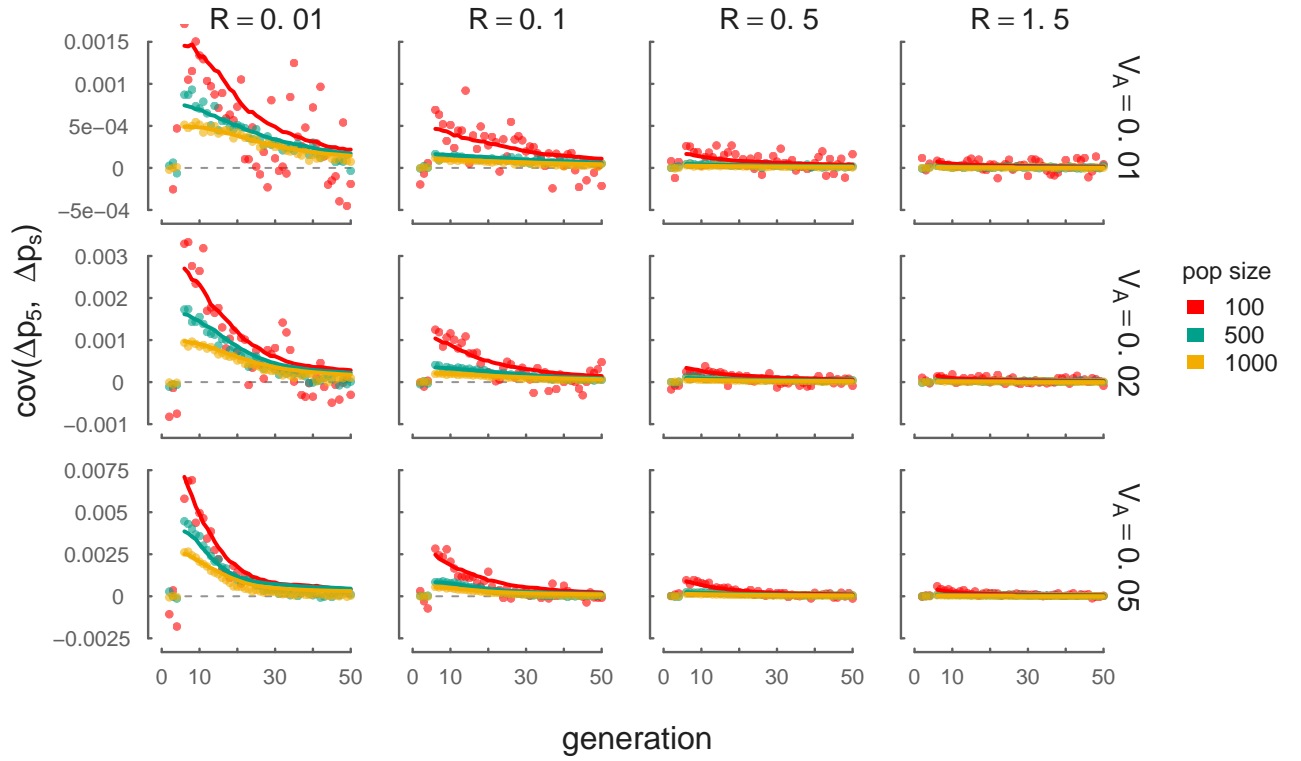 R = 0. 01
R = 0. 1
R = 0. 5
R = 1. 5
0.0015
0.001
5e−04
0
−5e−04
V_A = 0. 01
cov(Δp₅, Δpₛ)
0.003
0.002
0.001
0
−0.001
V_A = 0. 02
pop size
100
500
1000
0.0075
0.005
0.0025
0
−0.0025
V_A = 0. 05
0 10 30 50
0 10 30 50
0 10 30 50
0 10 30 50
generation